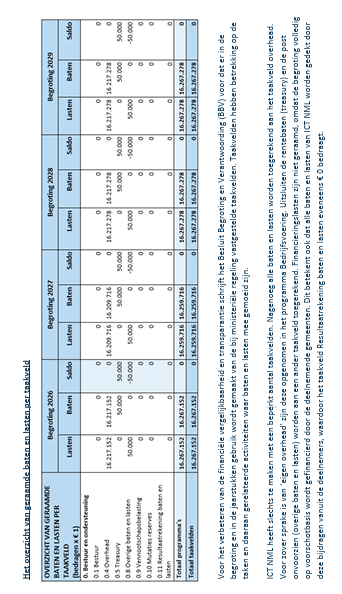 Het overzicht van geraamde baten en lasten per taakveld
OVERZICHT VAN GERAAMDE Begroting 2026 Begroting 2027 Begroting 2028 Begroting 2029
BATEN EN LASTEN PER
TAAKVELD
(bedragen x € 1) Lasten Baten Saldo Lasten Baten Saldo Lasten Baten Saldo Lasten Baten Saldo
0. Bestuur en ondersteuning
0.1 Bestuur 0 0 0 0 0 0 0 0 0 0 0 0
0.4 Overhead 16.217.152 16.217.152 0 16.209.716 16.209.716 0 16.217.278 16.217.278 0 16.217.278 16.217.278 0
0.5 Treasury 0 50.000 50.000 0 50.000 50.000 0 50.000 50.000 0 50.000 50.000
0.8 Overige baten en lasten 50.000 0 -50.000 50.000 0 -50.000 50.000 0 -50.000 50.000 0 -50.000
0.9 Vennootschapsbelasting 0 0 0 0 0 0 0 0 0 0 0 0
0.10 Mutaties reserves 0 0 0 0 0 0 0 0 0 0 0 0
0.11 Resultaatrekening baten en
lasten 0 0 0 0 0 0 0 0 0 0 0 0
Totaal programma's 16.267.152 16.267.152 0 16.259.716 16.259.716 0 16.267.278 16.267.278 0 16.267.278 16.267.278 0
Totaal taakvelden 16.267.152 16.267.152 0 16.259.716 16.259.716 0 16.267.278 16.267.278 0 16.267.278 16.267.278 0
Voor het verbeteren van de financiële vergelijkbaarheid en transparantie schrijft het Besluit Begroting en Verantwoording (BBV) voor dat er in de
begroting en in de jaarstukken gebruik wordt gemaakt van de bij ministeriële regeling vastgestelde taakvelden. Taakvelden hebben betrekking op de
taken en daaraan gerelateerde activiteiten waar baten en lasten mee gemoeid zijn.
ICT NML heeft slechts te maken met een beperkt aantal taakvelden. Nagenoeg alle baten en lasten worden toegerekend aan het taakveld overhead.
Voor zover sprake is van 'eigen overhead' zijn deze opgenomen in het programma Bedrijfsvoering. Uitsluiten de rentebaten (treasury) en de post
onvoorzien (overige baten en lasten) worden aan een ander taakveld toegerekend. Financieringslasten zijn niet geraamd, omdat de begroting volledig
op voorschotbasis wordt gefinancierd door de deelnemende gemeenten. Dit betekent ook dat alle baten en lasten van ICT NML worden gedekt door
deze bijdragen vanuit de deelnemers, waardoor het taakveld Resultaatrekening baten en lasten eveneens € 0 bedraagt.